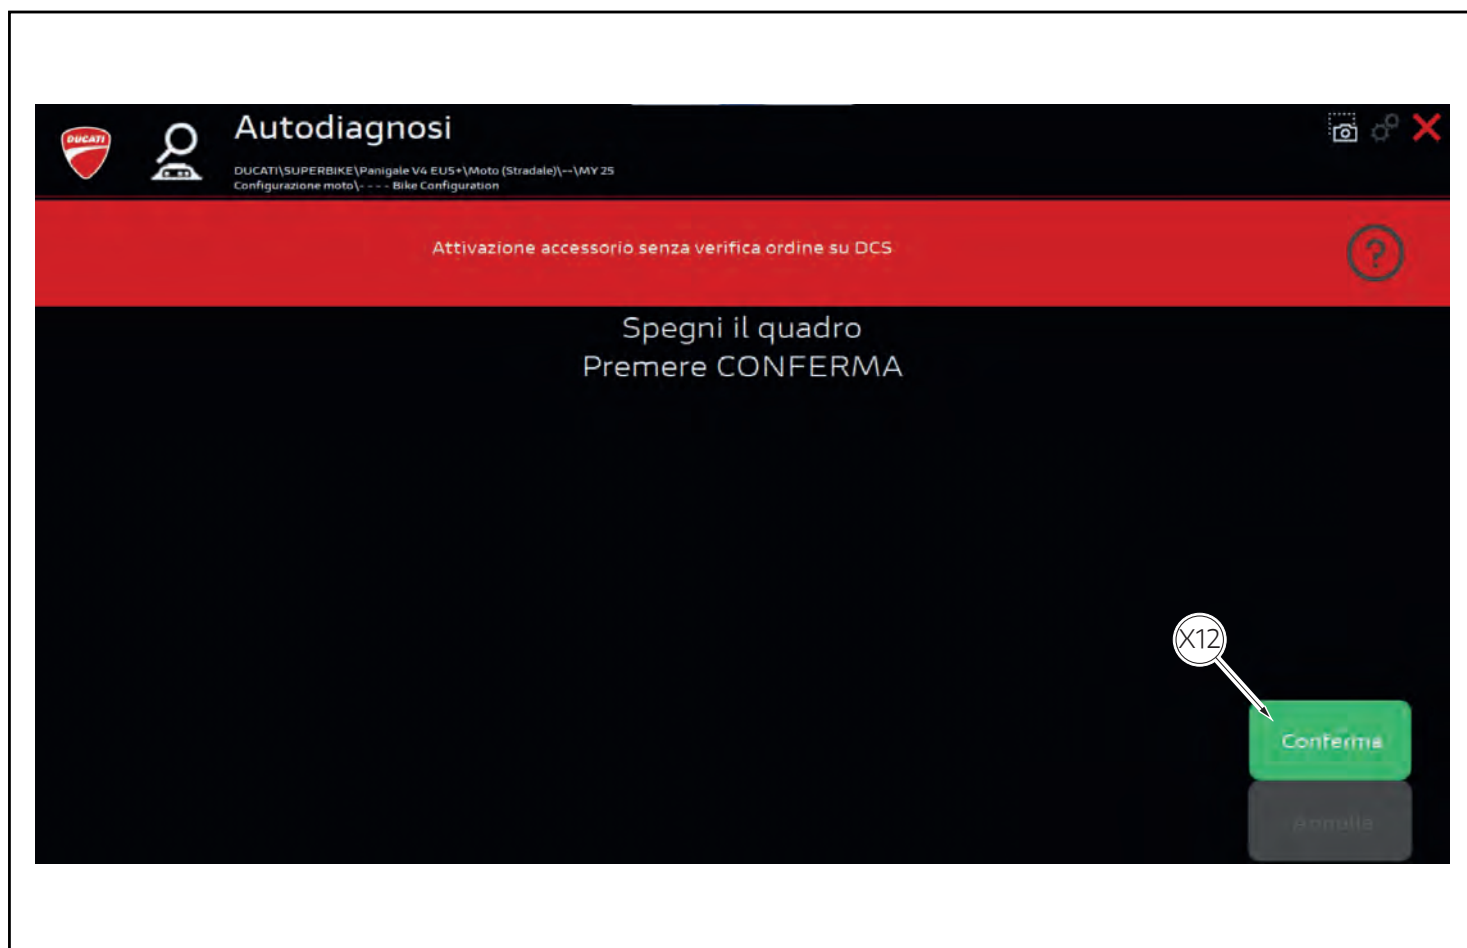 DUCATI
Autodiagnosi
DUCATI\SUPERBIKE\Panigale V4 EU5+\Moto (Stradale)\--\MY 25
Configurazione moto\- - - - Bike Configuration
Attivazione accessorio senza verifica ordine su DCS
?
Spegni il quadro
Premere CONFERMA
X12
Conferma
Annulla